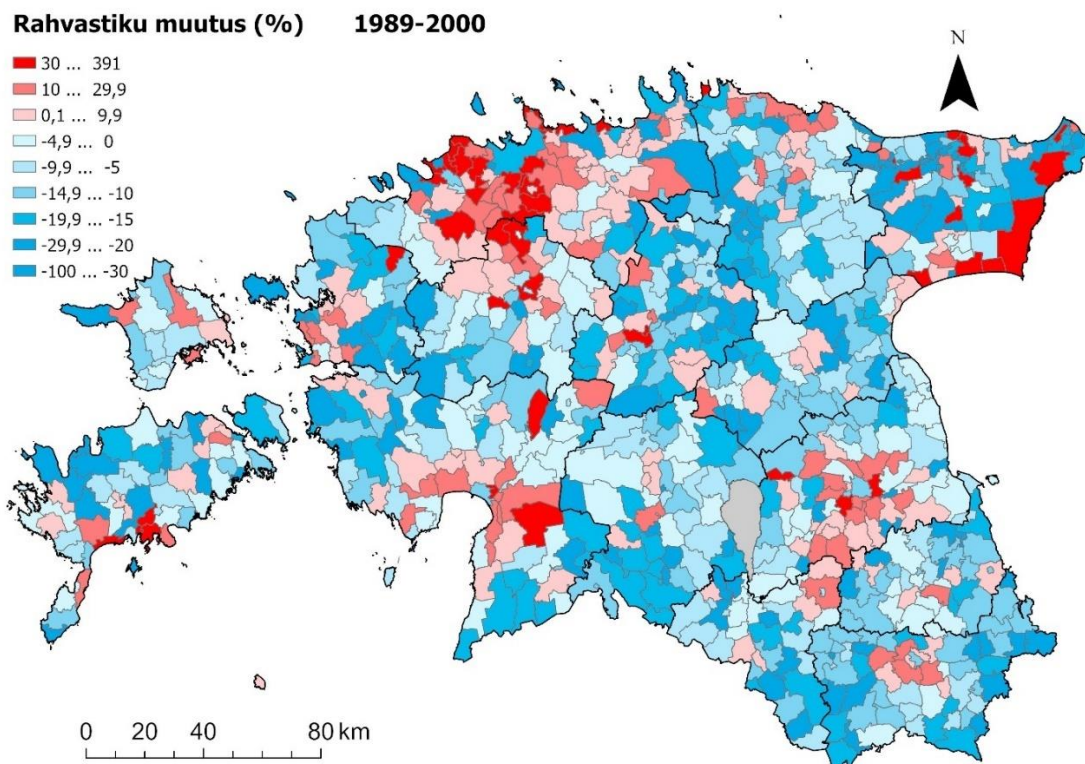 Rahvastiku muutus (%) 1989-2000
30 ... 391
10 ... 29,9
0,1 ... 9,9
-4,9 ... 0
-9,9 ... -5
-14,9 ... -10
-19,9 ... -15
-29,9 ... -20
-100 ... -30
N
0 20 40 80 km